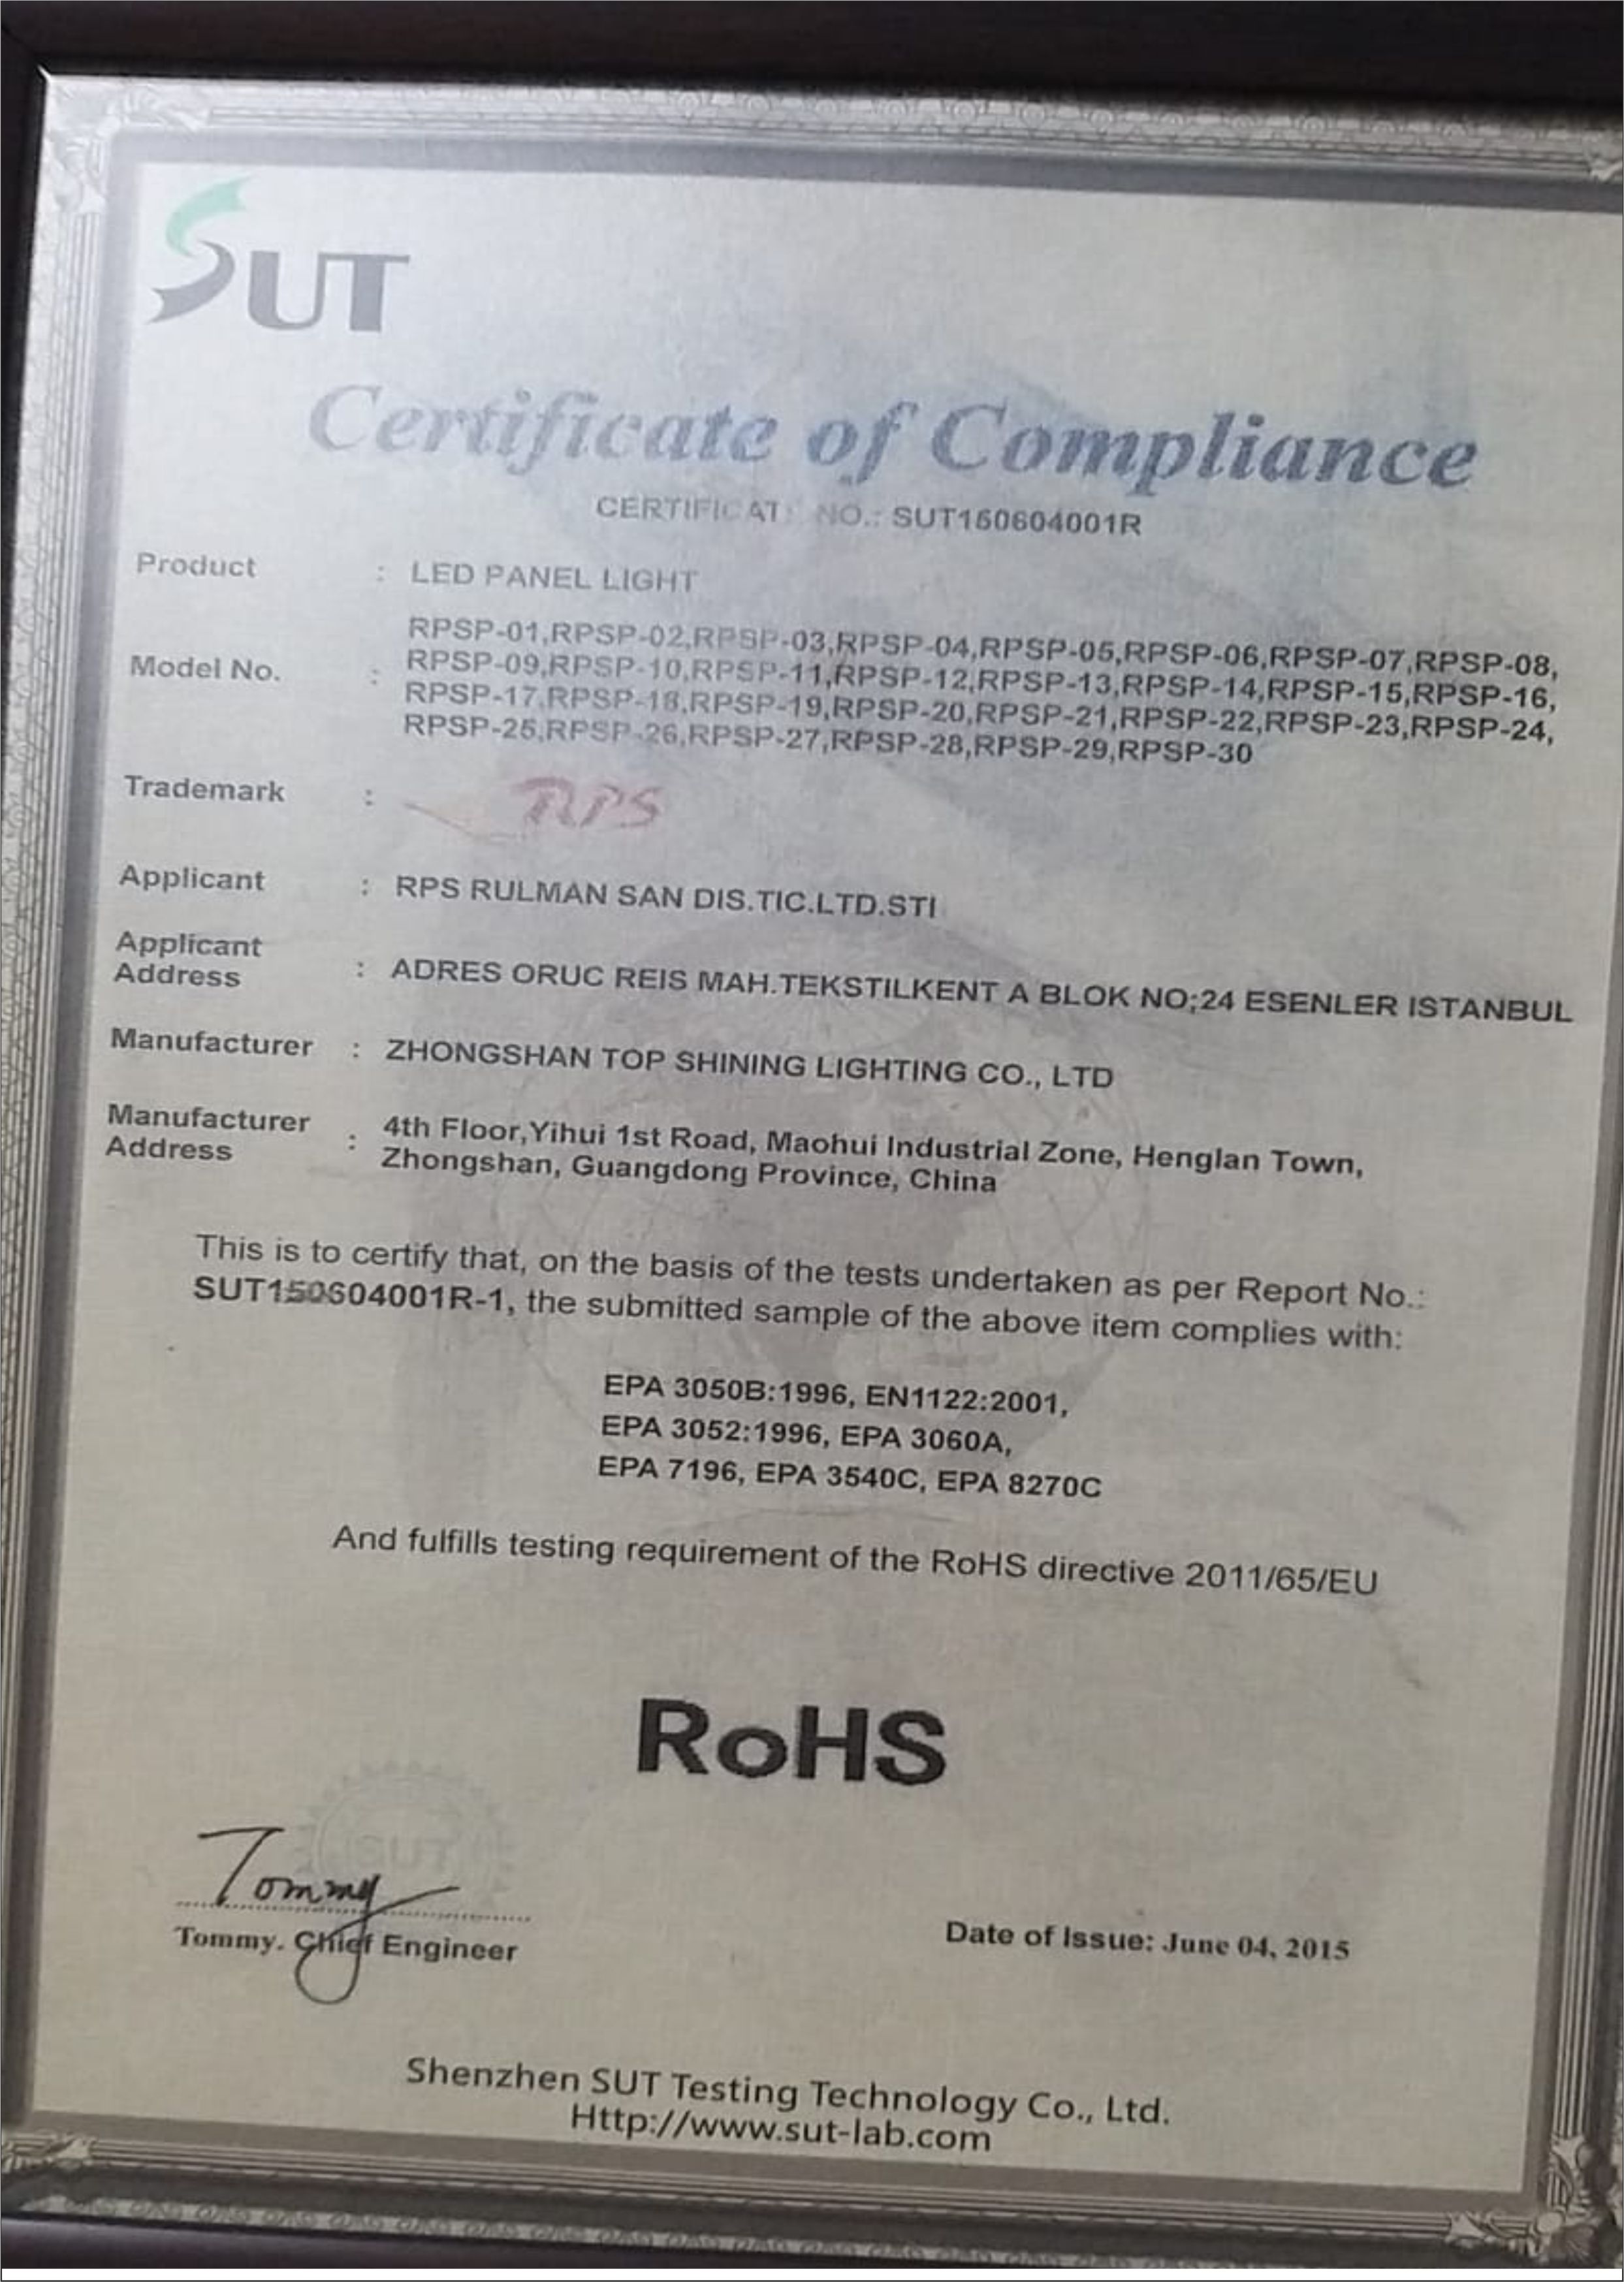 SUT
Certificate of Compliance
CERTIFICAT NO.: SUT150604001R
Product : LED PANEL LIGHT
Model No. : RPSP-01,RPSP-02,RPSP-03,RPSP-04,RPSP-05,RPSP-06,RPSP-07,RPSP-08,
RPSP-09,RPSP-10,RPSP-11,RPSP-12,RPSP-13,RPSP-14,RPSP-15,RPSP-16,
RPSP-17,RPSP-18,RPSP-19,RPSP-20,RPSP-21,RPSP-22,RPSP-23,RPSP-24,
RPSP-25,RPSP-26,RPSP-27,RPSP-28,RPSP-29,RPSP-30
Trademark : RPS
Applicant : RPS RULMAN SAN DIS.TIC.LTD.STI
Applicant
Address : ADRES ORUC REIS MAH.TEKSTILKENT A BLOK NO;24 ESENLER ISTANBUL
Manufacturer : ZHONGSHAN TOP SHINING LIGHTING CO., LTD
Manufacturer
Address : 4th Floor,Yihui 1st Road, Maohui Industrial Zone, Henglan Town,
Zhongshan, Guangdong Province, China
This is to certify that, on the basis of the tests undertaken as per Report No.:
SUT150604001R-1, the submitted sample of the above item complies with:
EPA 3050B:1996, EN1122:2001,
EPA 3052:1996, EPA 3060A,
EPA 7196, EPA 3540C, EPA 8270C
And fulfills testing requirement of the RoHS directive 2011/65/EU
RoHS
Tommy
Tommy. Chief Engineer
Date of Issue: June 04, 2015
Shenzhen SUT Testing Technology Co., Ltd.
Http://www.sut-lab.com